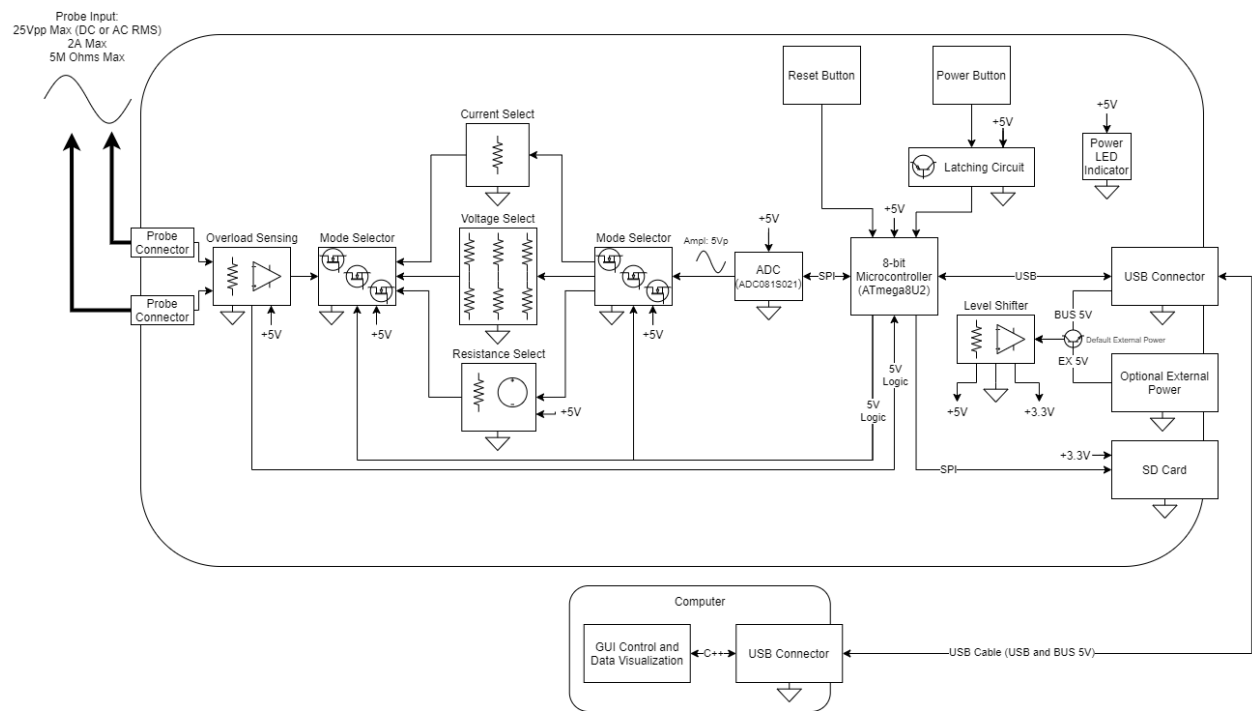 Probe Input:
25Vpp Max (DC or AC RMS)
2A Max
5M Ohms Max
Reset Button
Power Button
+5V
+5V
Power
LED
Indicator
Latching Circuit
Current Select
Probe
Connector
Overload Sensing
Mode Selector
Voltage Select
Mode Selector
Ampl: 5Vp
+5V
+5V
ADC
(ADC081S021)
SPI
8-bit
Microcontroller
(ATmega8U2)
USB
USB Connector
Probe
Connector
+5V
+5V
+5V
Level Shifter
BUS 5V
Default External Power
EX 5V
Optional External
Power
Resistance Select
+5V
5V
Logic
5V
Logic
+5V
+3.3V
+3.3V
SPI
SD Card
Computer
GUI Control and
Data Visualization
C++
USB Connector
USB Cable (USB and BUS 5V)